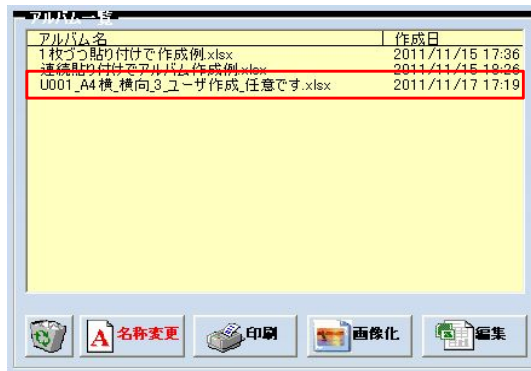 アルバム一覧
アルバム名 作成日
1枚づつ貼り付けで作成例.xlsx 2011/11/15 17:36
連続貼り付けでアルバム作成例.xlsx 2011/11/15 18:26
U001_A4横_横向_3_ユーザ作成_任意です.xlsx 2011/11/17 17:19
A 名称変更 印刷 画像化 編集